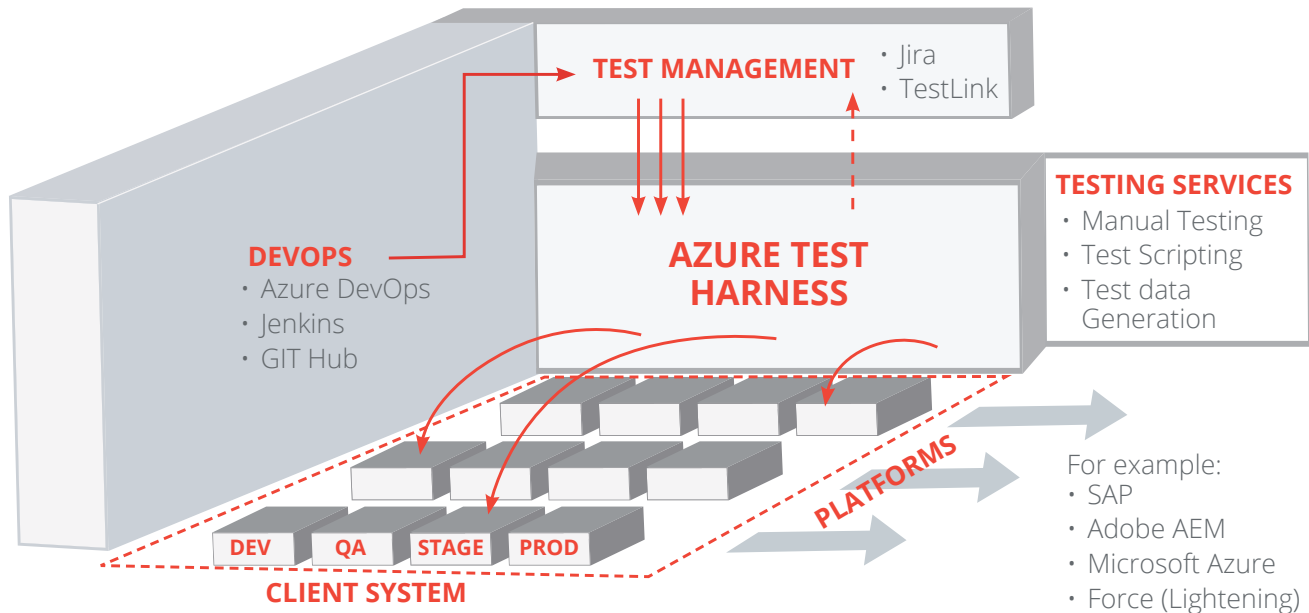 TEST MANAGEMENT
• Jira
• TestLink
TESTING SERVICES
• Manual Testing
• Test Scripting
• Test data
Generation
DEVOPS
• Azure DevOps
• Jenkins
• GIT Hub
AZURE TEST
HARNESS
PLATFORMS
For example:
• SAP
• Adobe AEM
• Microsoft Azure
• Force (Lightening)
DEV
QA
STAGE
PROD
CLIENT SYSTEM